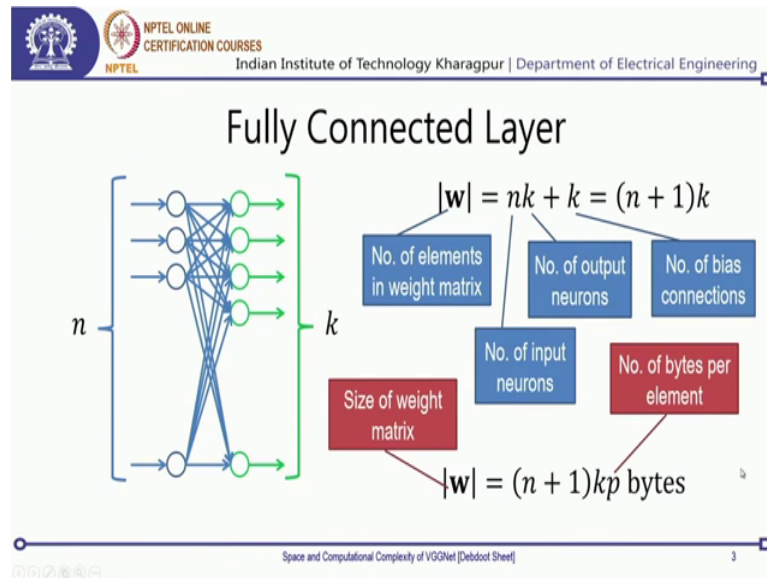 NPTEL ONLINE
CERTIFICATION COURSES
NPTEL
Indian Institute of Technology Kharagpur | Department of Electrical Engineering
Fully Connected Layer
|w| = nk + k = (n + 1)k
No. of elements
in weight matrix
No. of output
neurons
No. of bias
connections
n
k
No. of input
neurons
No. of bytes per
element
Size of weight
matrix
|w| = (n + 1)kp bytes
Space and Computational Complexity of VGGNet [Debdoot Sheet]
3